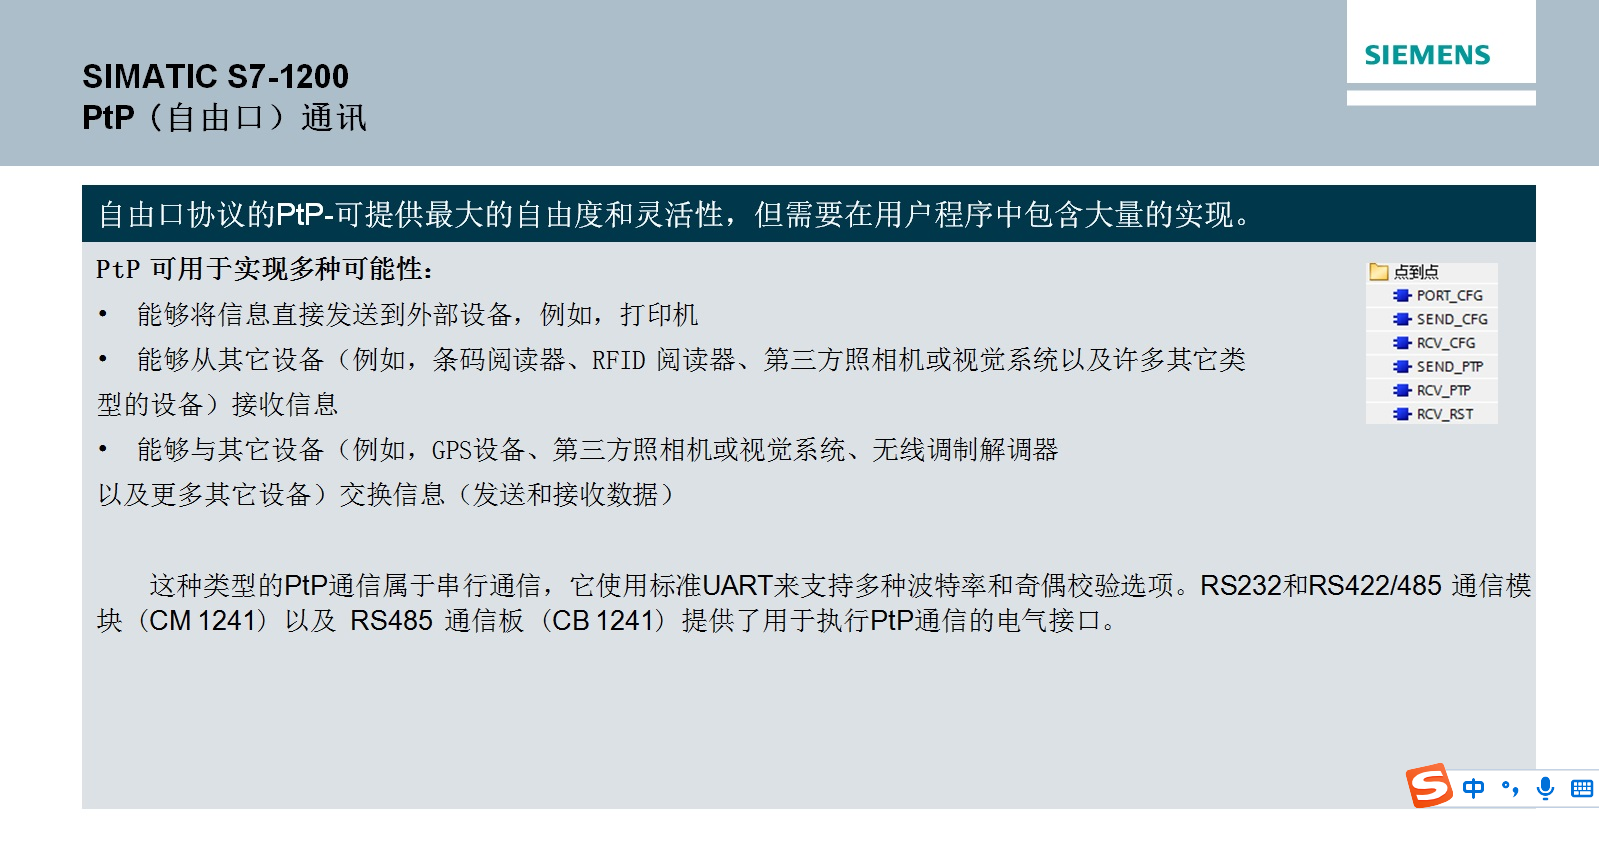 SIEMENS
SIMATIC S7-1200
PtP（自由口）通讯
自由口协议的PtP-可提供最大的自由度和灵活性，但需要在用户程序中包含大量的实现。
PtP 可用于实现多种可能性：
• 能够将信息直接发送到外部设备，例如，打印机
• 能够从其它设备（例如，条码阅读器、RFID 阅读器、第三方照相机或视觉系统以及许多其它类
型的设备）接收信息
• 能够与其它设备（例如，GPS设备、第三方照相机或视觉系统、无线调制解调器
以及更多其它设备）交换信息（发送和接收数据）
点到点
PORT_CFG
SEND_CFG
RCV_CFG
SEND_PTP
RCV_PTP
RCV_RST
这种类型的PtP通信属于串行通信，它使用标准UART来支持多种波特率和奇偶校验选项。RS232和RS422/485 通信模
块（CM 1241）以及 RS485 通信板（CB 1241）提供了用于执行PtP通信的电气接口。
S 中 °，